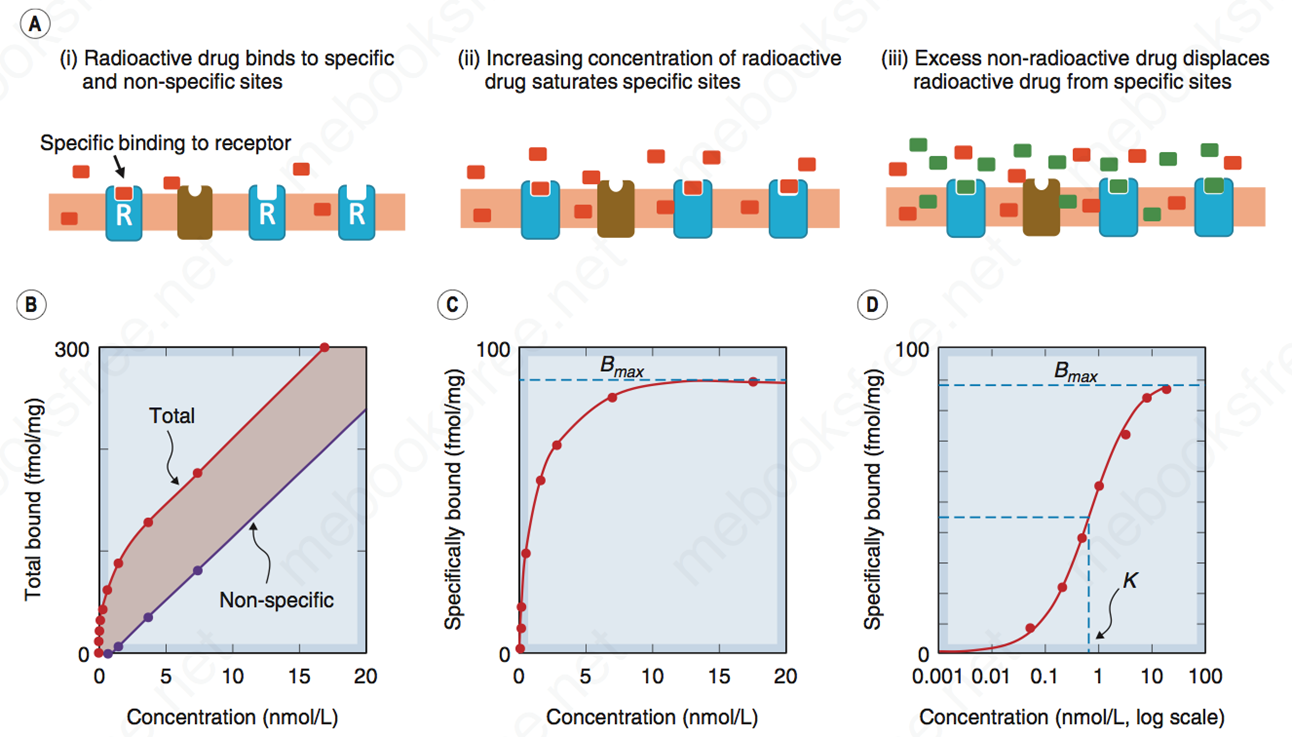 A
(i) Radioactive drug binds to specific
and non-specific sites
(ii) Increasing concentration of radioactive
drug saturates specific sites
(iii) Excess non-radioactive drug displaces
radioactive drug from specific sites
Specific binding to receptor
R
R
R
B
300
Total bound (fmol/mg)
Total
Non-specific
0
0 5 10 15 20
Concentration (nmol/L)
C
100
Specifically bound (fmol/mg)
Bmax
0
0 5 10 15 20
Concentration (nmol/L)
D
100
Specifically bound (fmol/mg)
Bmax
K
0
0.001 0.01 0.1 1 10 100
Concentration (nmol/L, log scale)
mebooksfree.net